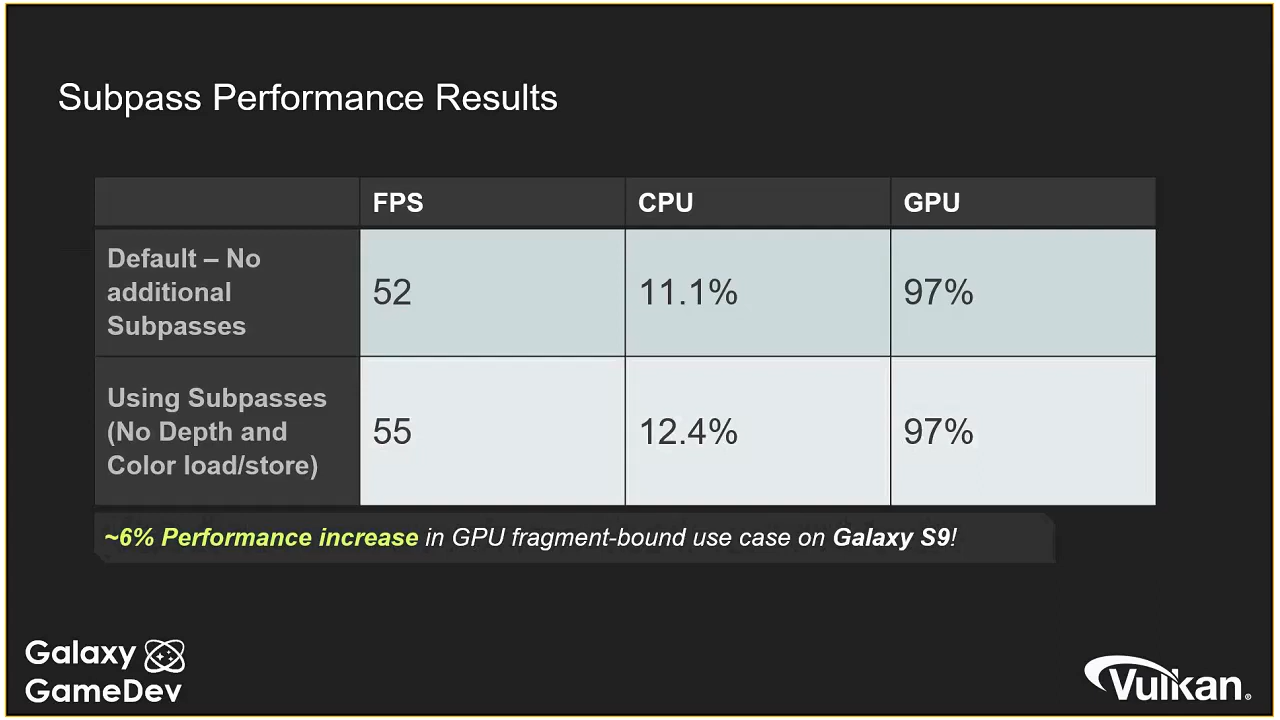 Subpass Performance Results
FPS
CPU
GPU
Default – No
additional
Subpasses
52
11.1%
97%
Using Subpasses
(No Depth and
Color load/store)
55
12.4%
97%
~6% Performance increase in GPU fragment-bound use case on Galaxy S9!
Galaxy
GameDev
Vulkan®